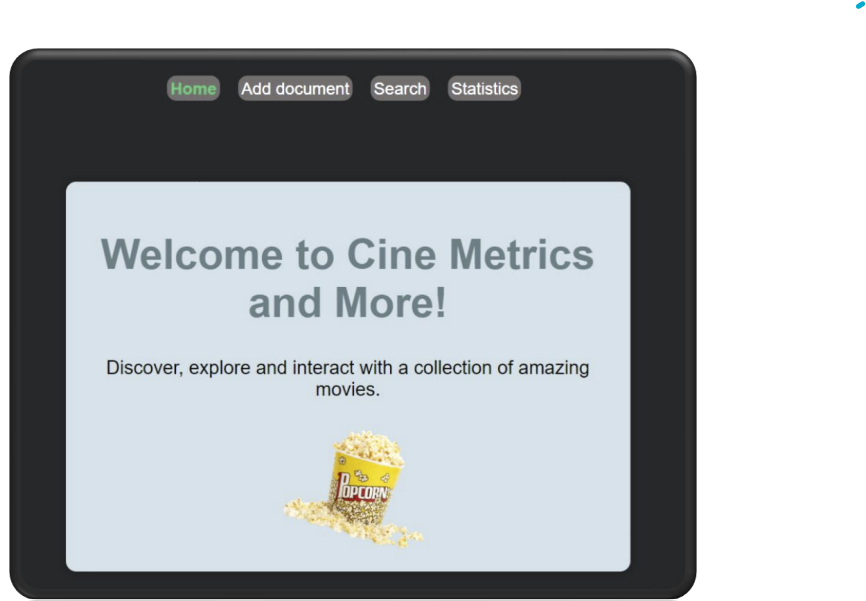 Home Add document Search Statistics
Welcome to Cine Metrics
and More!
Discover, explore and interact with a collection of amazing
movies.
POPCORN